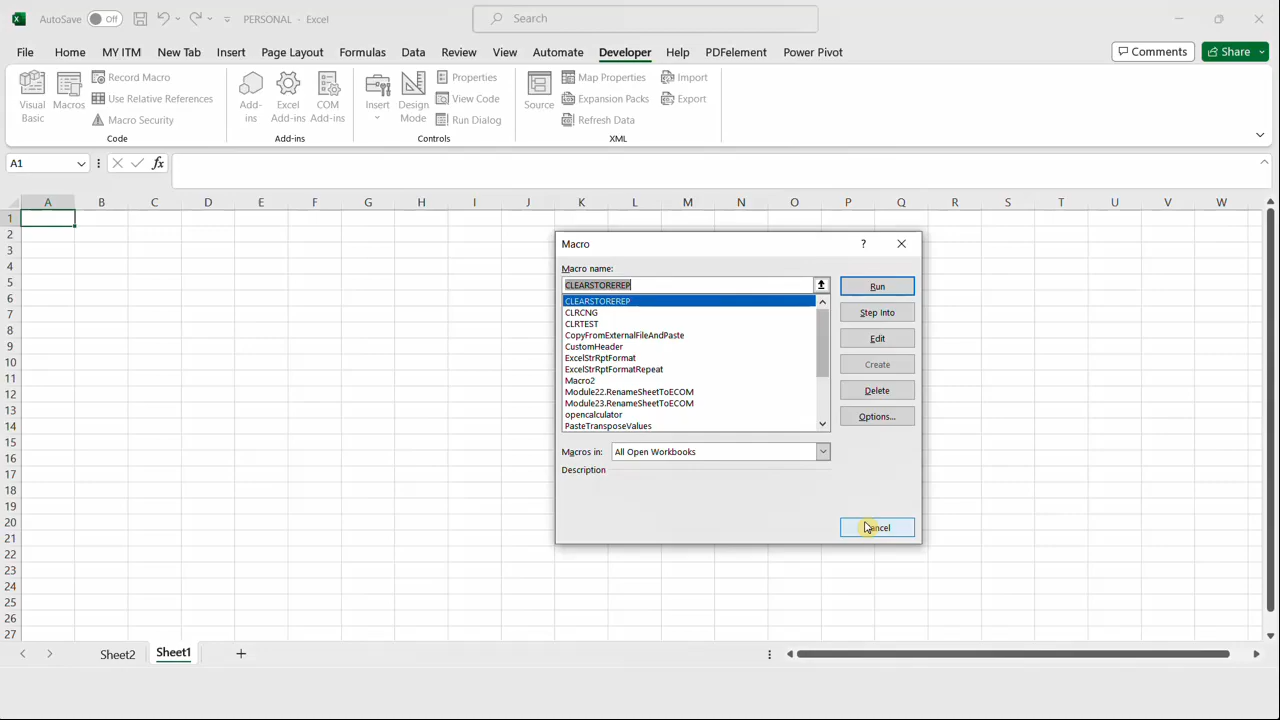 AutoSave Off PERSONAL - Excel Search
File Home MY ITM New Tab Insert Page Layout Formulas Data Review View Automate Developer Help PDFelement Power Pivot Comments Share
Visual Basic
Macros
Record Macro
Use Relative References
Macro Security
Code
Add-ins
Excel Add-ins
COM Add-ins
Add-ins
Insert
Design Mode
Properties
View Code
Run Dialog
Controls
Source
Map Properties
Expansion Packs
Refresh Data
Import
Export
XML
A1 fx
A B C D E F G H I J K L M N O P Q R S T U V W
1
2
3
4
5
6
7
8
9
10
11
12
13
14
15
16
17
18
19
20
21
22
23
24
25
26
27
Macro ?
Macro name:
CLEARSTOREREP
CLEARSTOREREP
CLRCNG
CLRTEST
CopyFromExternalFileAndPaste
CustomHeader
ExcelStrRptFormat
ExcelStrRptFormatRepeat
Macro2
Module22.RenameSheetToECOM
Module23.RenameSheetToECOM
opencalculator
PasteTransposeValues
Run
Step Into
Edit
Create
Delete
Options...
Macros in: All Open Workbooks
Description
Cancel
Sheet2 Sheet1